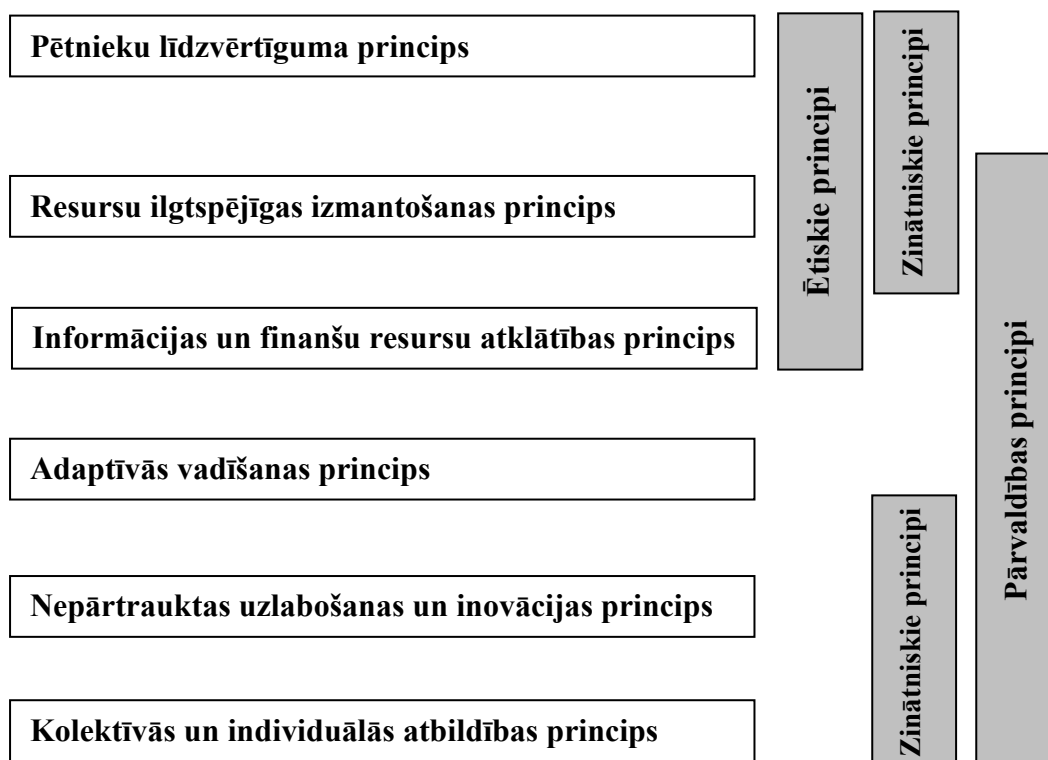 Pētnieku līdzvērtīguma princips
Resursu ilgtspējīgas izmantošanas princips
Informācijas un finanšu resursu atklātības princips
Adaptīvās vadīšanas princips
Nepārtrauktas uzlabošanas un inovācijas princips
Kolektīvās un individuālās atbildības princips
Ētiskie principi
Zinātniskie principi
Zinātniskie principi
Pārvaldības principi